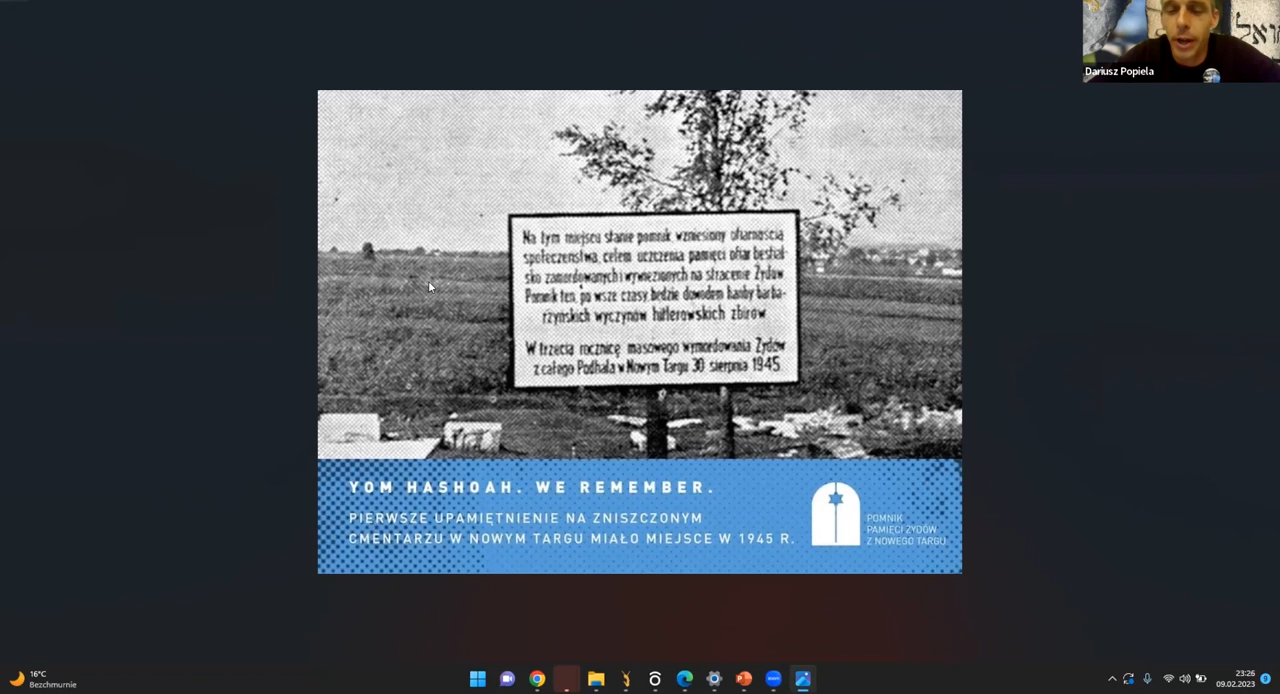 Dariusz Popiela
Na tym miejscu stanie pomnik wzniesiony ofiarnością
społeczeństwa, celem uczczenia pamięci ofiar bestial-
sko zamordowanych i wywiezionych na stracenie Żydów
Pomnik ten, po wsze czasy będzie dowodem hańby barba-
rzyńskich wyczynów hitlerowskich zbirów
W trzecią rocznicę masowego wymordowania Żydów
z całego Podhala w Nowym Targu 30 sierpnia 1945
YOM HASHOAH. WE REMEMBER.
PIERWSZE UPAMIĘTNIENIE NA ZNISZCZONYM
CMENTARZU W NOWYM TARGU MIAŁO MIEJSCE W 1945 R.
POMNIK
PAMIĘCI ŻYDÓW
Z NOWEGO TARGU
16°C
Bezchmurnie
23:26
09.02.2023
9